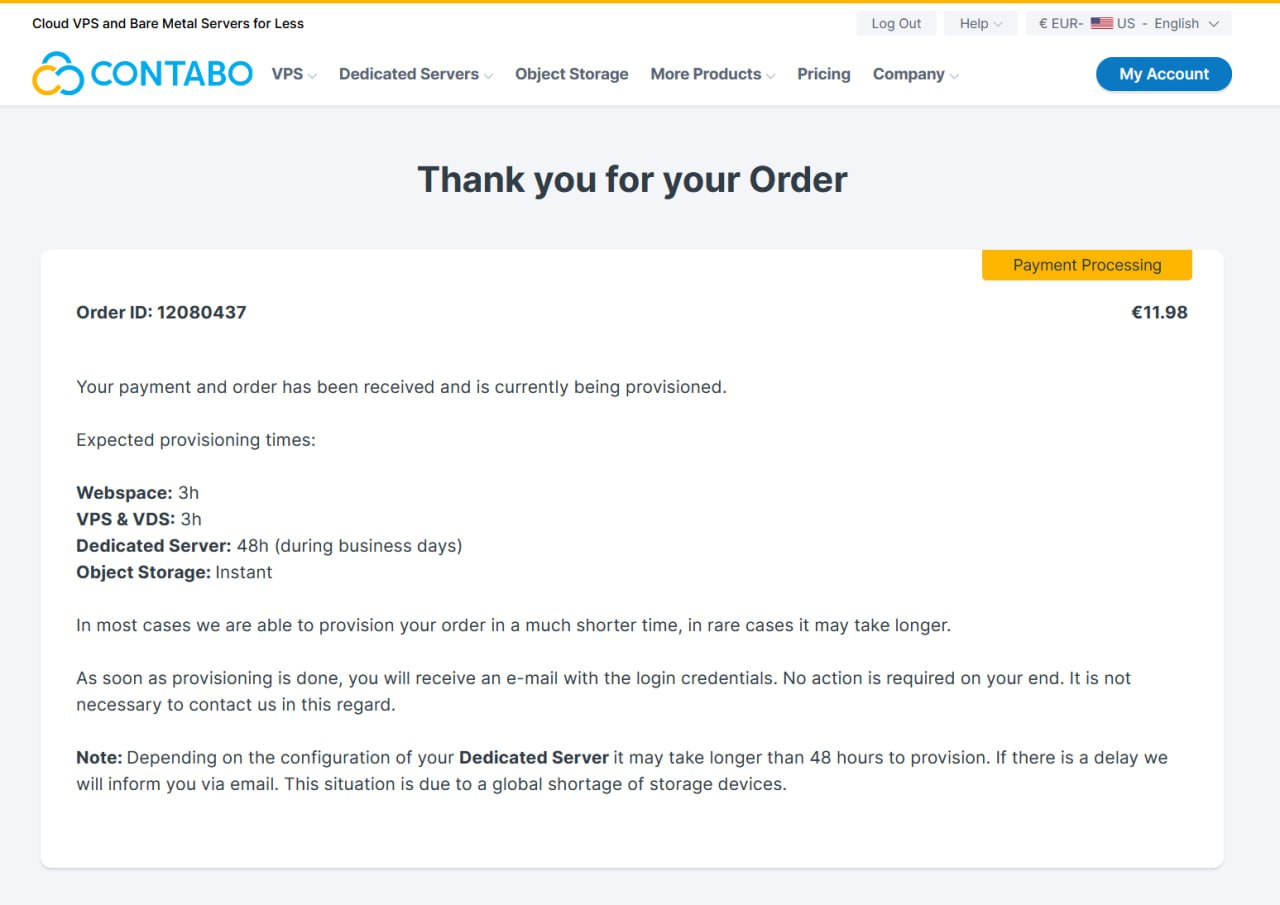 Cloud VPS and Bare Metal Servers for Less
Log Out
Help
€ EUR- US - English
CONTABO
VPS
Dedicated Servers
Object Storage
More Products
Pricing
Company
My Account
Thank you for your Order
Payment Processing
Order ID: 12080437
€11.98
Your payment and order has been received and is currently being provisioned.
Expected provisioning times:
Webspace: 3h
VPS & VDS: 3h
Dedicated Server: 48h (during business days)
Object Storage: Instant
In most cases we are able to provision your order in a much shorter time, in rare cases it may take longer.
As soon as provisioning is done, you will receive an e-mail with the login credentials. No action is required on your end. It is not
necessary to contact us in this regard.
Note: Depending on the configuration of your Dedicated Server it may take longer than 48 hours to provision. If there is a delay we
will inform you via email. This situation is due to a global shortage of storage devices.